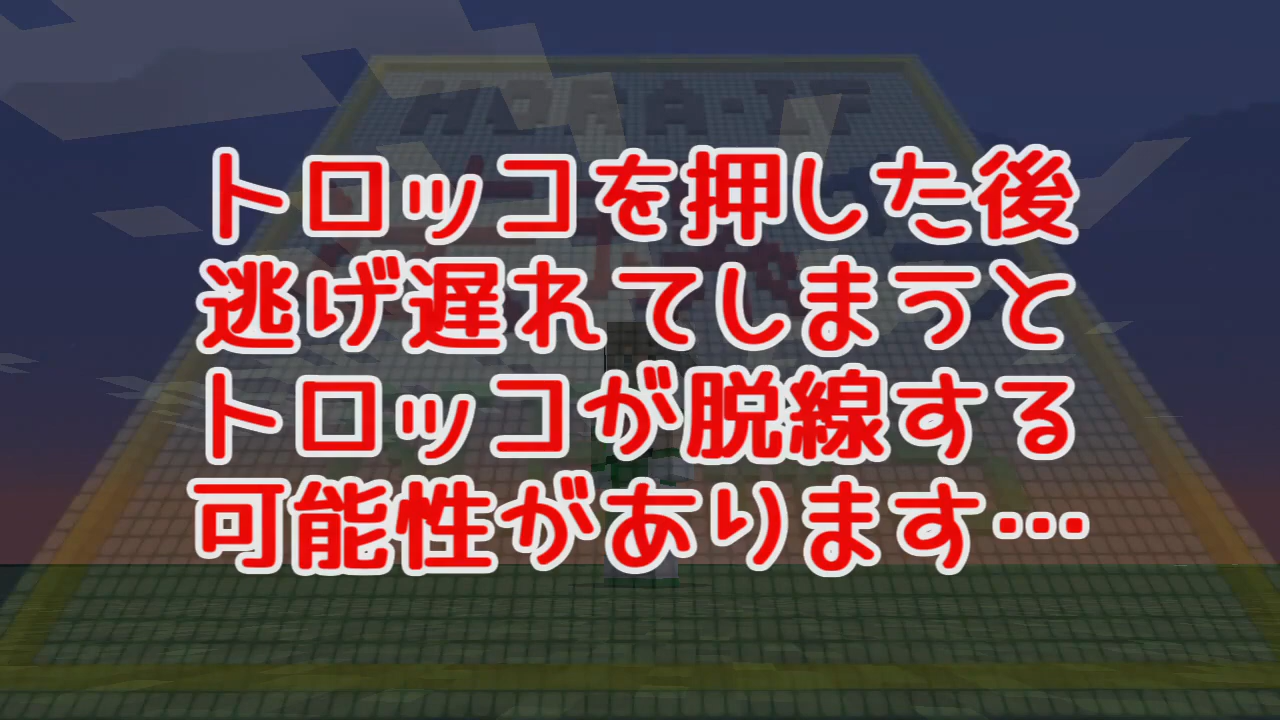 トロッコを押した後
逃げ遅れてしまうと
トロッコが脱線する
可能性があります…